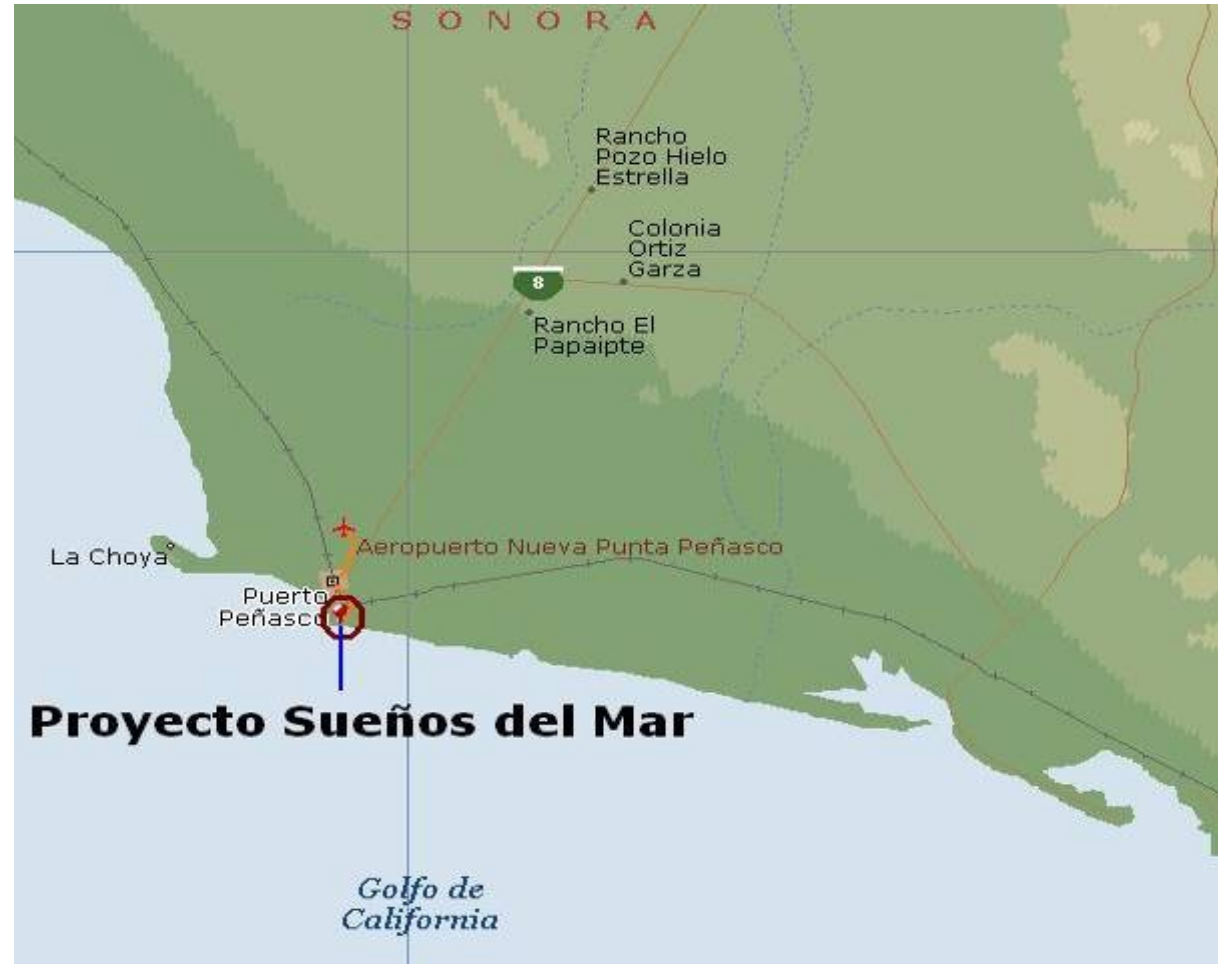 SONORA
Rancho
Pozo Hielo
Estrella
Colonia
Ortiz
Garza
8
Rancho El
Papaipte
La Choya
Aeropuerto Nueva Punta Peñasco
Puerto
Peñasco
Proyecto Sueños del Mar
Golfo de
California